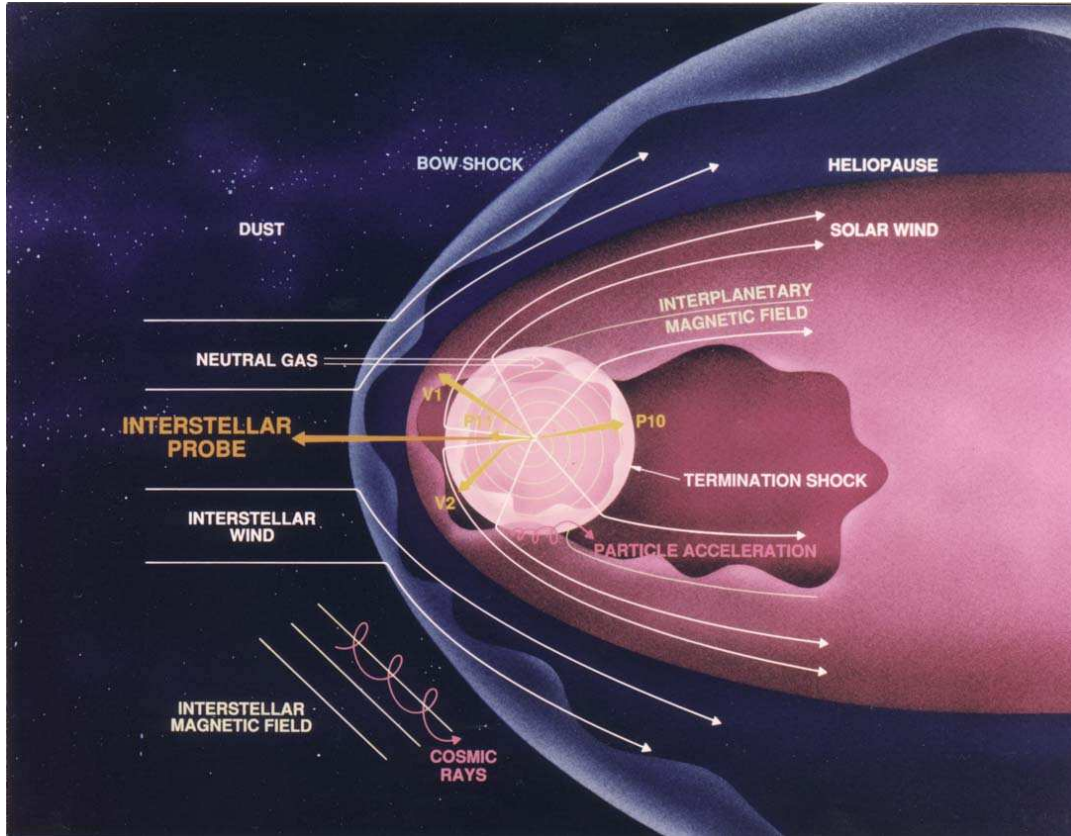 BOW SHOCK
HELIOPAUSE
DUST
SOLAR WIND
INTERPLANETARY
MAGNETIC FIELD
NEUTRAL GAS
V1
P11
P10
INTERSTELLAR
PROBE
TERMINATION SHOCK
V2
INTERSTELLAR
WIND
PARTICLE ACCELERATION
INTERSTELLAR
MAGNETIC FIELD
COSMIC
RAYS